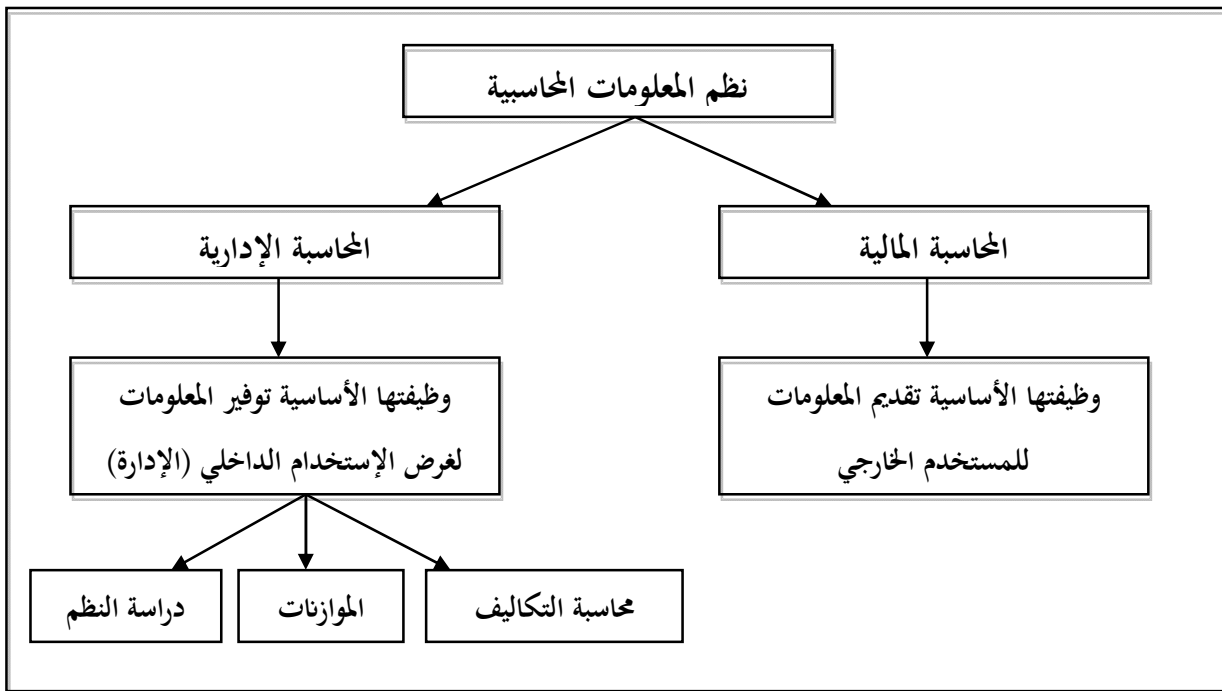 نظم المعلومات المحاسبية
المحاسبة المالية
المحاسبة الإدارية
وظيفتها الأساسية تقديم المعلومات
للمستخدم الخارجي
وظيفتها الأساسية توفير المعلومات
لغرض الإستخدام الداخلي (الإدارة)
محاسبة التكاليف
الموازنات
دراسة النظم